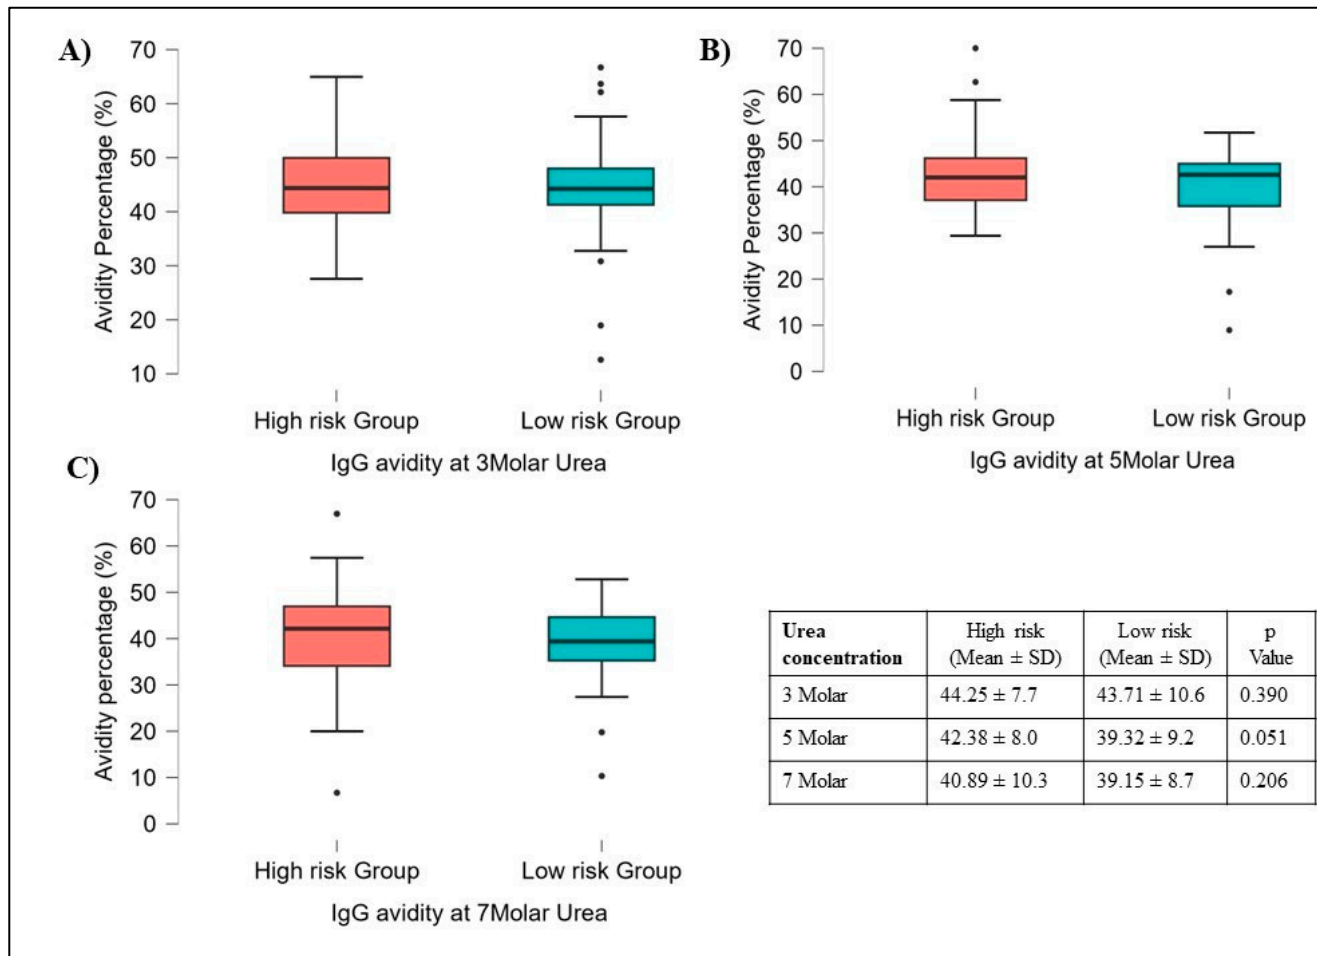 A)
70
60
50
40
30
20
10
Avidity Percentage (%)
High risk Group
Low risk Group
IgG avidity at 3Molar Urea
B)
70
60
50
40
30
20
10
0
Avidity Percentage (%)
High risk Group
Low risk Group
IgG avidity at 5Molar Urea
C)
70
60
50
40
30
20
10
0
Avidity percentage (%)
High risk Group
Low risk Group
IgG avidity at 7Molar Urea
Urea concentration | High risk (Mean ± SD) | Low risk (Mean ± SD) | p Value
3 Molar | 44.25 ± 7.7 | 43.71 ± 10.6 | 0.390
5 Molar | 42.38 ± 8.0 | 39.32 ± 9.2 | 0.051
7 Molar | 40.89 ± 10.3 | 39.15 ± 8.7 | 0.206